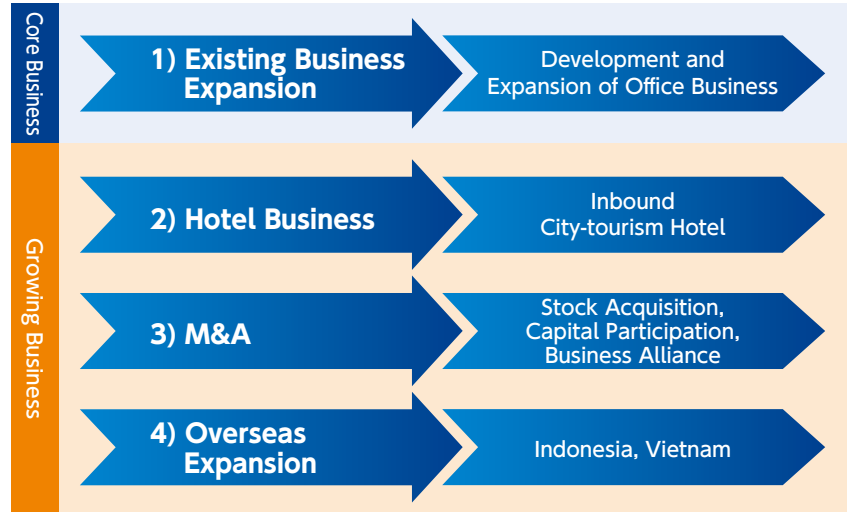 Core Business
1) Existing Business
Expansion
Development and
Expansion of Office Business
Growing Business
2) Hotel Business
Inbound
City-tourism Hotel
3) M&A
Stock Acquisition,
Capital Participation,
Business Alliance
4) Overseas
Expansion
Indonesia, Vietnam